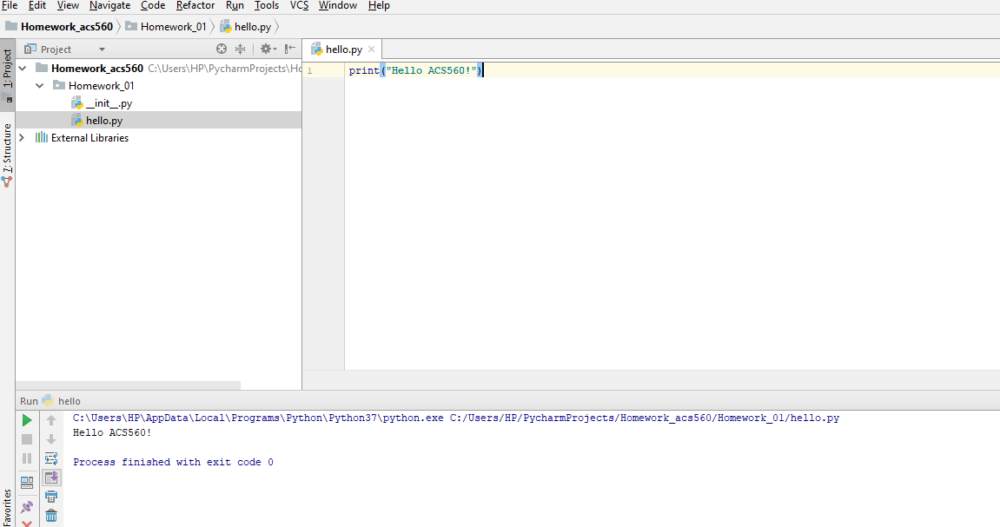 File Edit View Navigate Code Refactor Run Tools VCS Window Help
Homework_acs560 Homework_01 hello.py
1: Project
Project
hello.py
Homework_acs560 C:\Users\HP\PycharmProjects\Ho
Homework_01
__init__.py
hello.py
External Libraries
7: Structure
1 print("Hello ACS560!")
Run hello
C:\Users\HP\AppData\Local\Programs\Python\Python37\python.exe C:/Users/HP/PycharmProjects/Homework_acs560/Homework_01/hello.py
Hello ACS560!
Process finished with exit code 0
Favorites